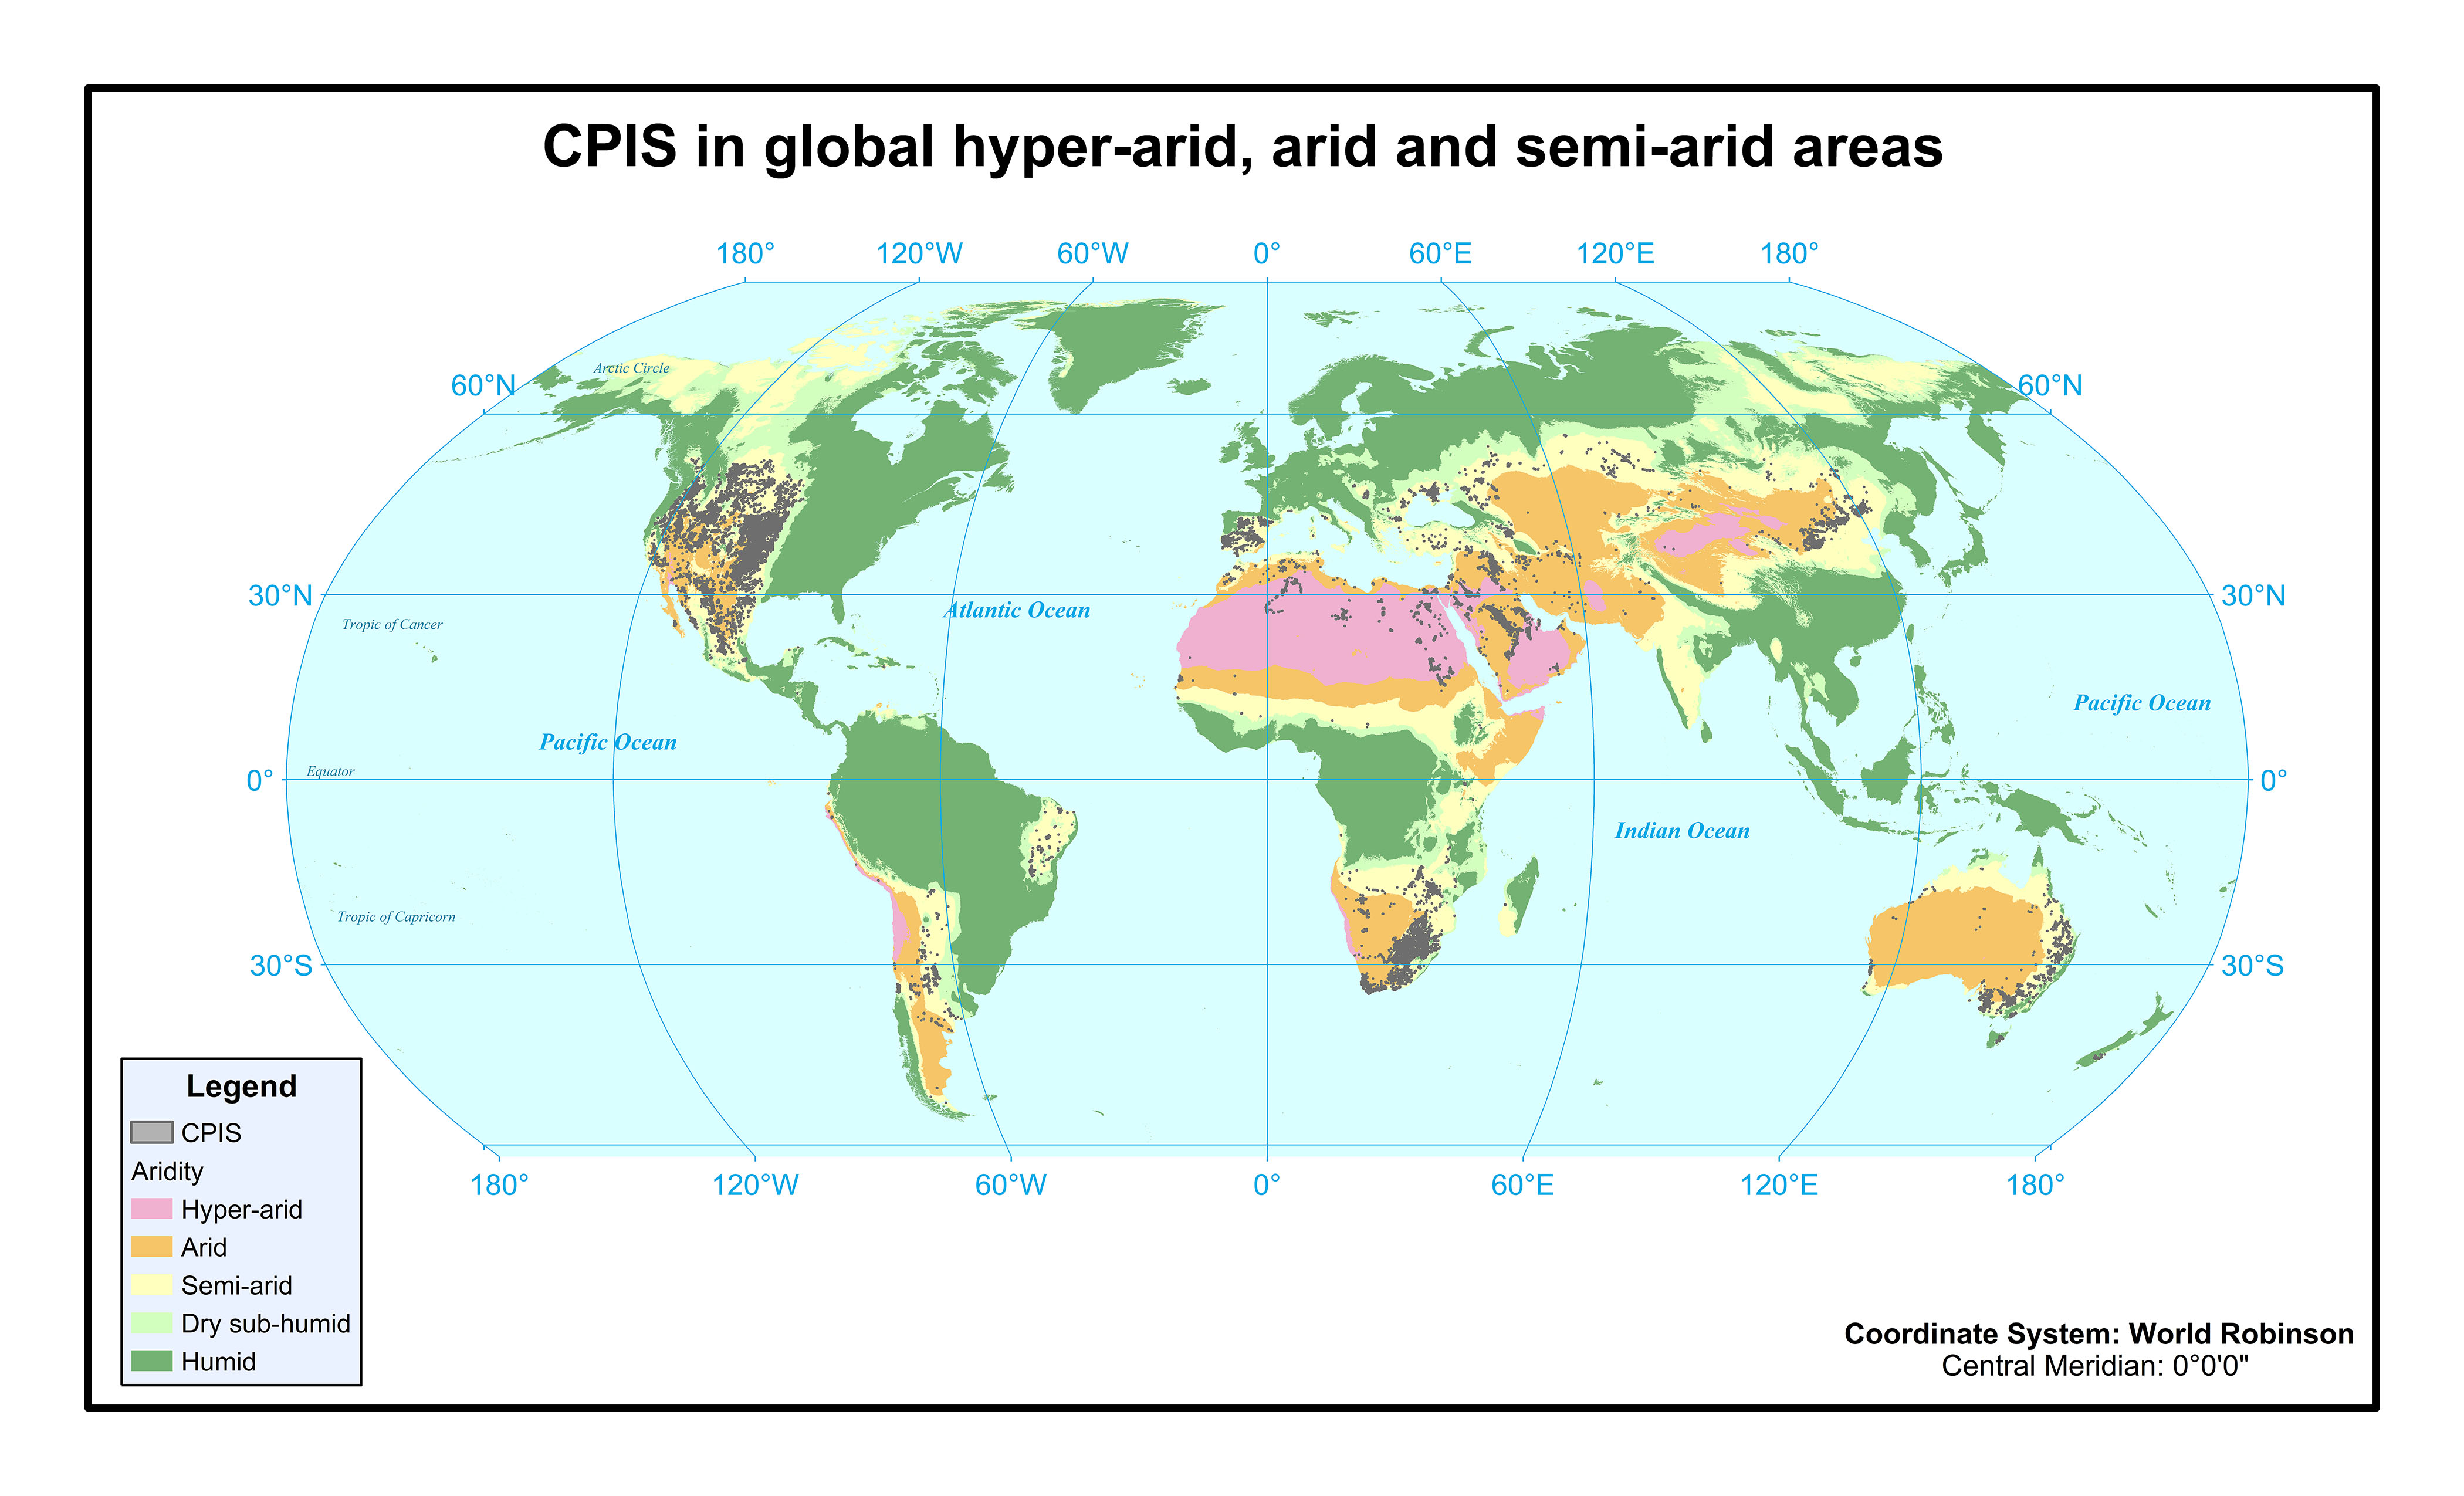 CPIS in global hyper-arid, arid and semi-arid areas
180° 120°W 60°W 0° 60°E 120°E 180°
Arctic Circle
60°N 60°N
30°N 30°N
Atlantic Ocean
Tropic of Cancer
Pacific Ocean
Pacific Ocean
Equator
0° 0°
Indian Ocean
Tropic of Capricorn
30°S 30°S
180° 120°W 60°W 0° 60°E 120°E 180°
Legend
CPIS
Aridity
Hyper-arid
Arid
Semi-arid
Dry sub-humid
Humid
Coordinate System: World Robinson
Central Meridian: 0°0'0"